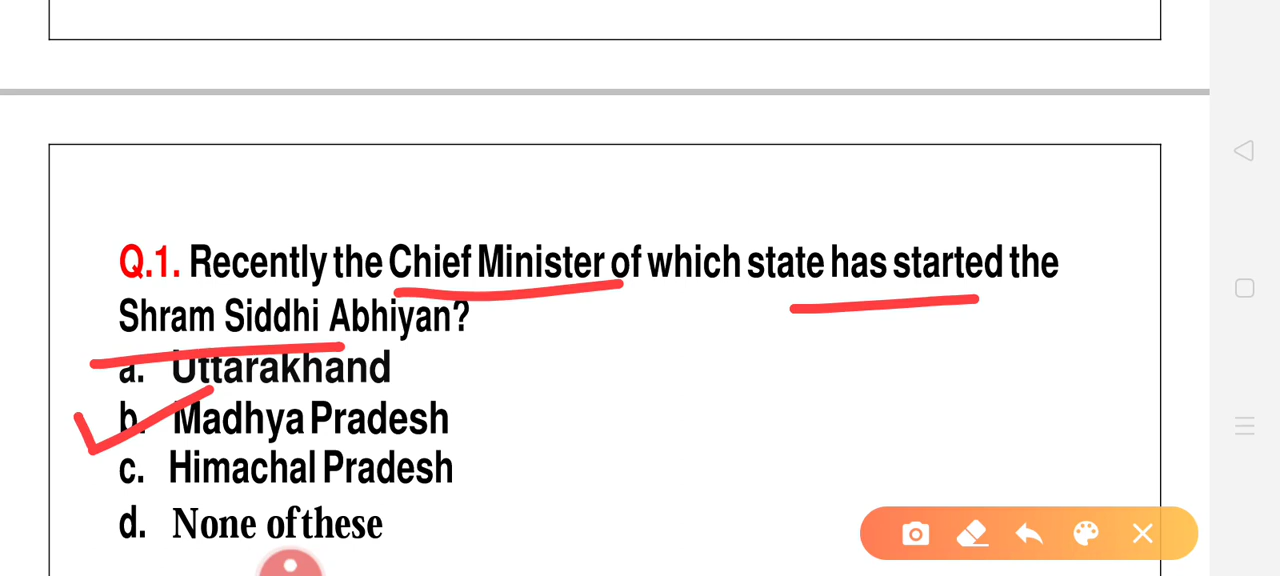 Q.1. Recently the Chief Minister of which state has started the
Shram Siddhi Abhiyan?
a. Uttarakhand
b. Madhya Pradesh
c. Himachal Pradesh
d. None of these